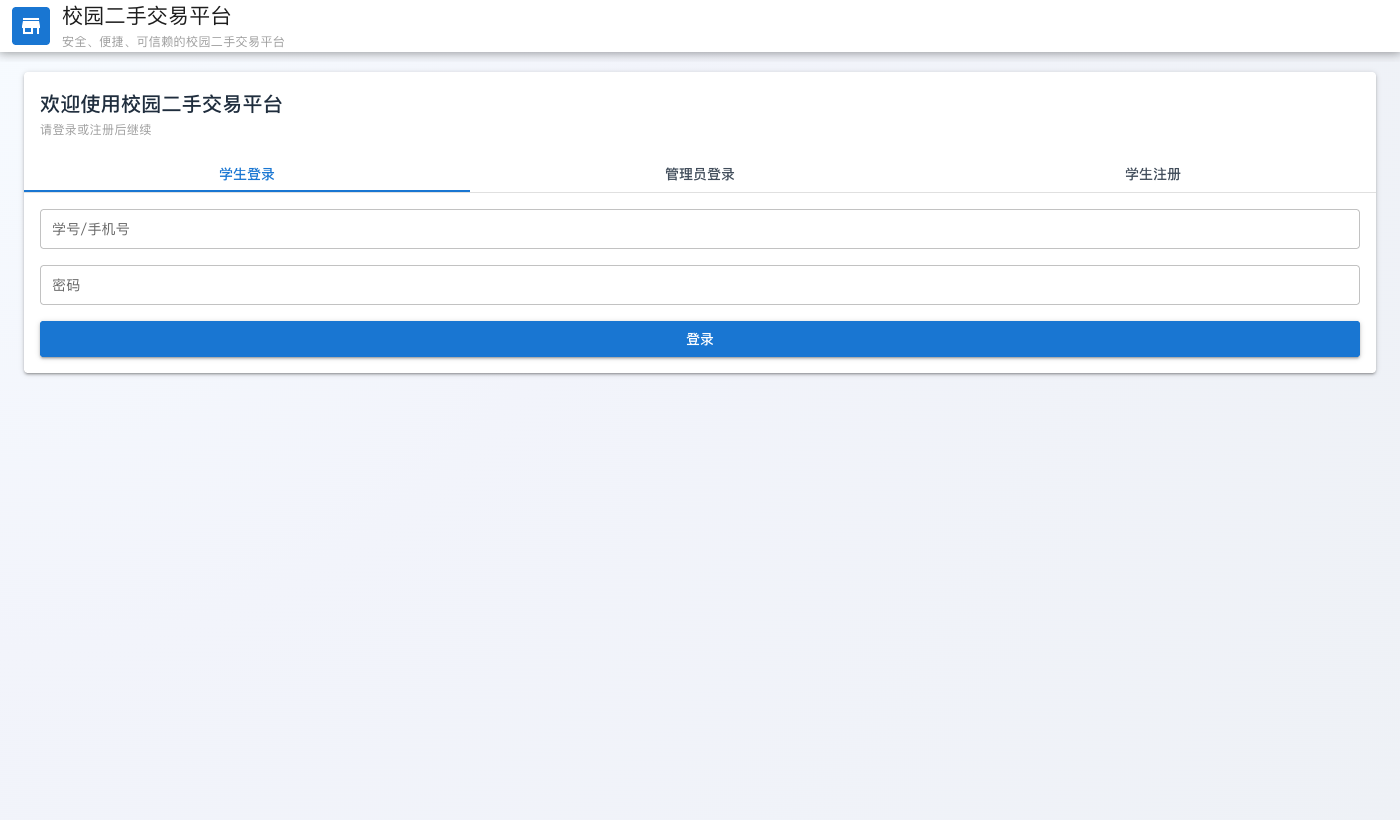 校园二手交易平台
安全、便捷、可信赖的校园二手交易平台
欢迎使用校园二手交易平台
请登录或注册后继续
学生登录
管理员登录
学生注册
学号/手机号
密码
登录